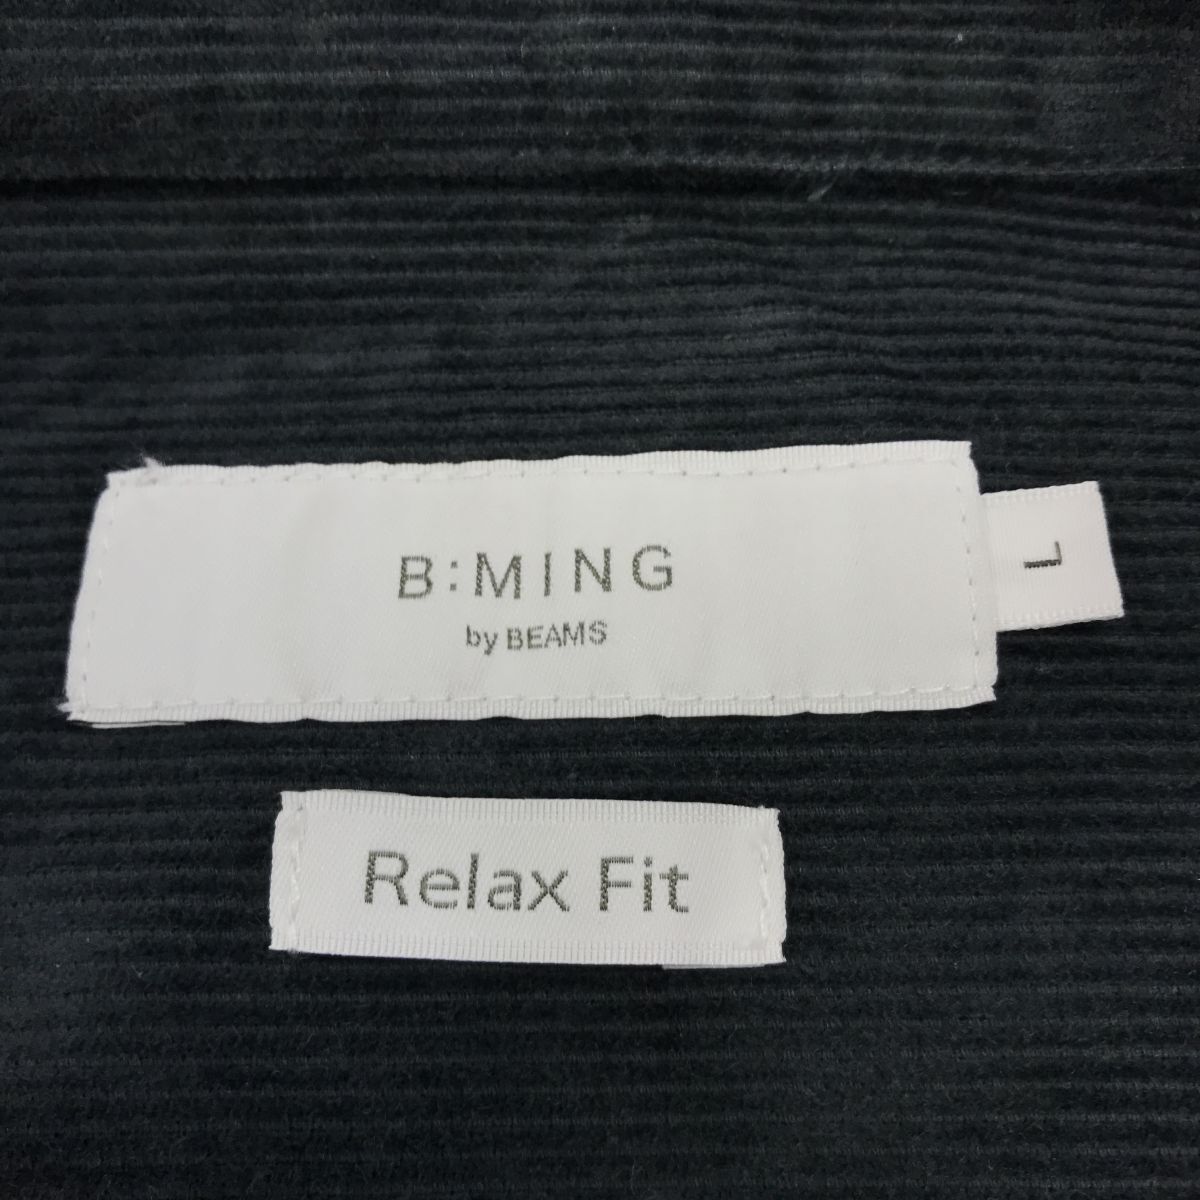 B:MING
by BEAMS
L
Relax Fit